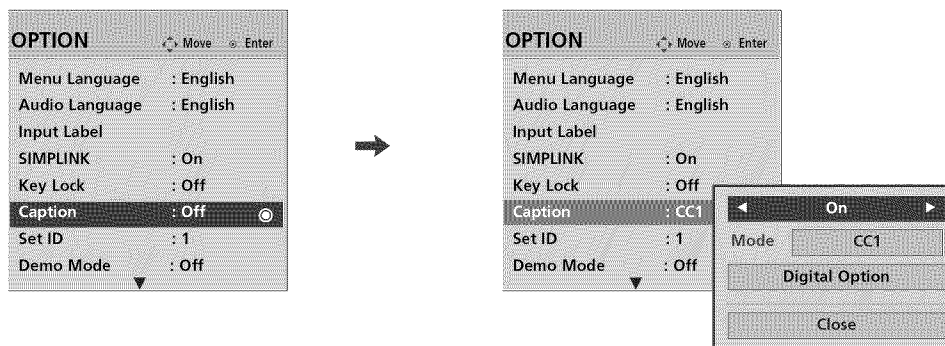 OPTION Move Enter
Menu Language : English
Audio Language : English
Input Label
SIMPLINK : On
Key Lock : Off
Caption : Off
Set ID : 1
Demo Mode : Off
OPTION Move Enter
Menu Language : English
Audio Language : English
Input Label
SIMPLINK : On
Key Lock : Off
Caption : CC1
Set ID : 1
Demo Mode : Off
On
Mode CC1
Digital Option
Close